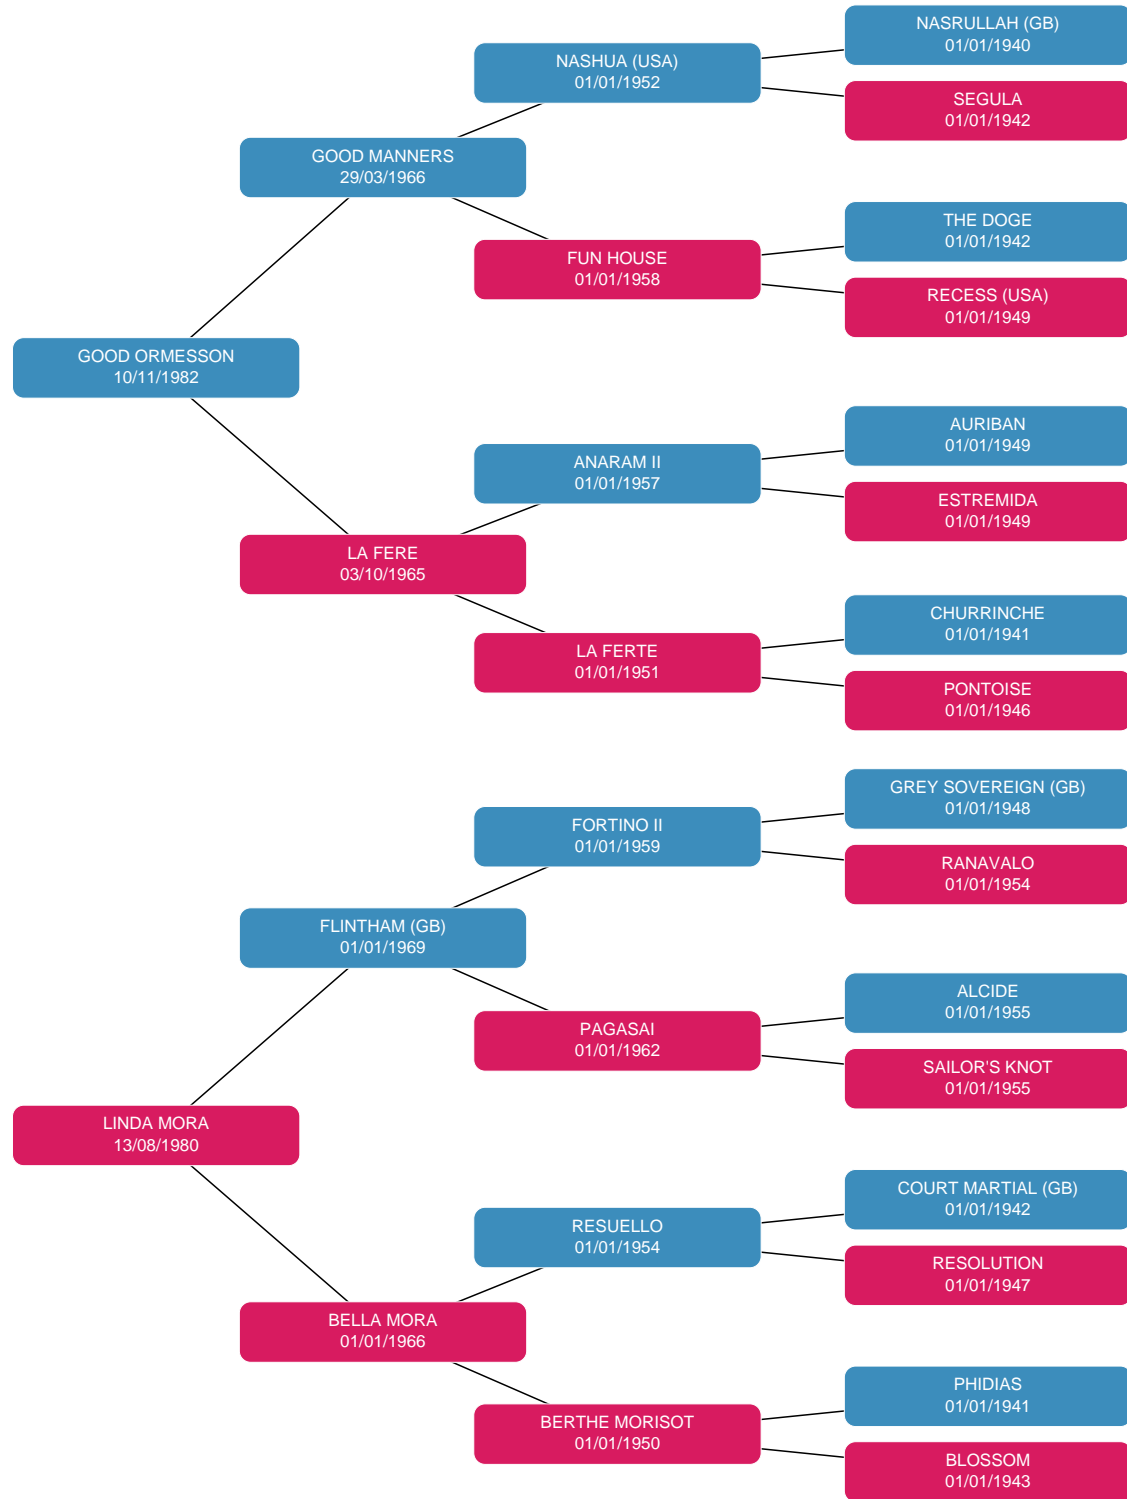 NASRULLAH (GB)
01/01/1940
NASHUA (USA)
01/01/1952
SEGULA
01/01/1942
GOOD MANNERS
29/03/1966
THE DOGE
01/01/1942
FUN HOUSE
01/01/1958
RECESS (USA)
01/01/1949
GOOD ORMESSON
10/11/1982
AURIBAN
01/01/1949
ANARAM II
01/01/1957
ESTREMIDA
01/01/1949
LA FERE
03/10/1965
CHURRINCHE
01/01/1941
LA FERTE
01/01/1951
PONTOISE
01/01/1946
GREY SOVEREIGN (GB)
01/01/1948
FORTINO II
01/01/1959
RANAVALO
01/01/1954
FLINTHAM (GB)
01/01/1969
ALCIDE
01/01/1955
PAGASAI
01/01/1962
SAILOR'S KNOT
01/01/1955
LINDA MORA
13/08/1980
COURT MARTIAL (GB)
01/01/1942
RESUELLO
01/01/1954
RESOLUTION
01/01/1947
BELLA MORA
01/01/1966
PHIDIAS
01/01/1941
BERTHE MORISOT
01/01/1950
BLOSSOM
01/01/1943